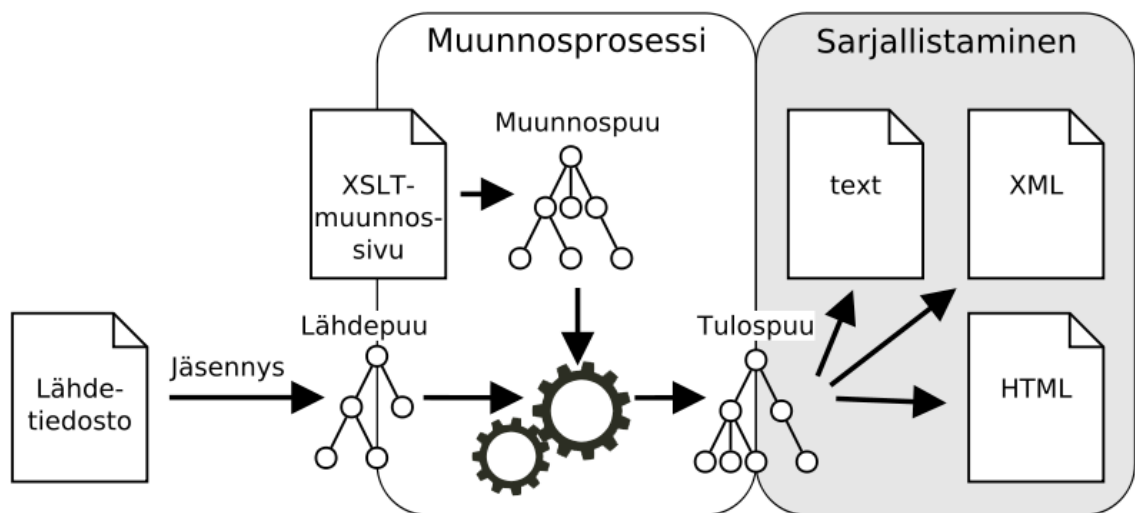 Muunnosprosessi
Sarjallistaminen
Muunnospuu
XSLT-
muunnos-
sivu
text
XML
Lähdepuu
Tulospuu
Jäsennys
Lähde-
tiedosto
HTML